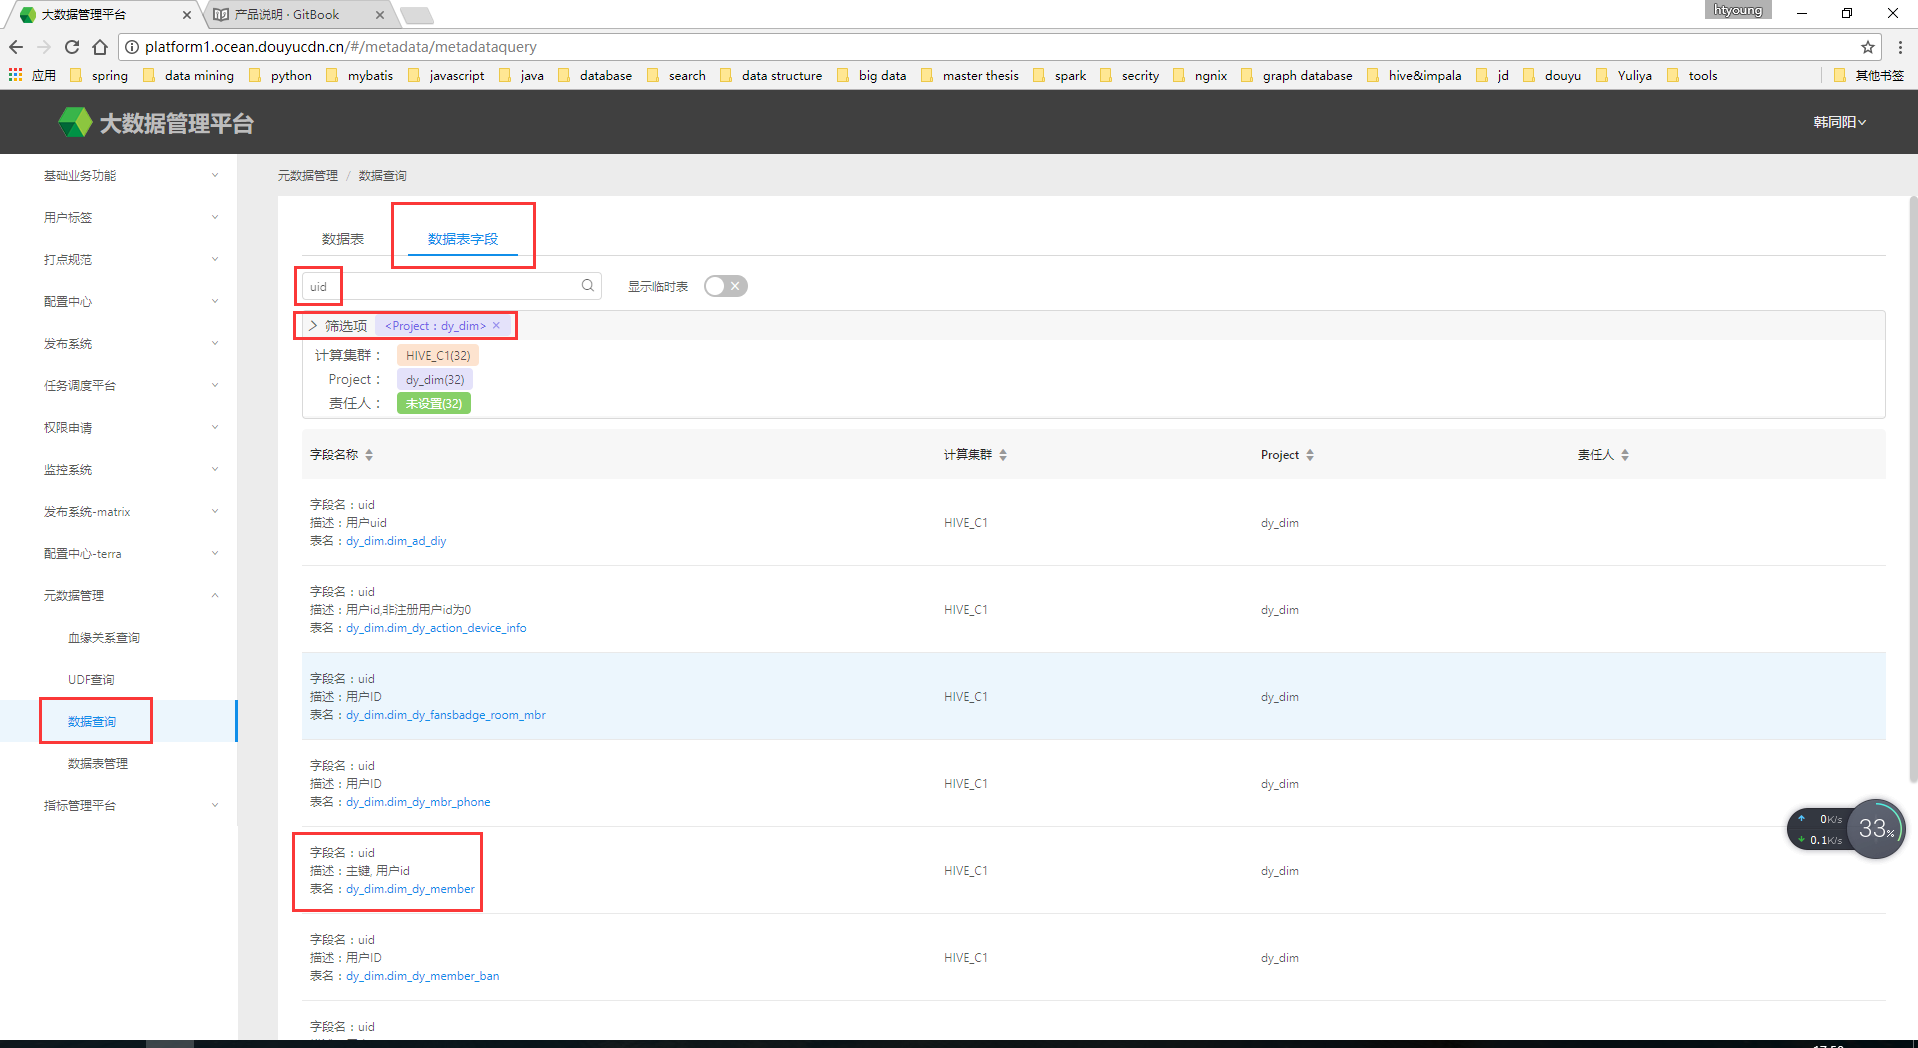 大数据管理平台
产品说明 · GitBook
htyoung
platform1.ocean.douyucdn.cn/#/metadata/metadataquery
应用 spring data mining python mybatis javascript java database search data structure big data master thesis spark secrity ngnix graph database hive&impala jd douyu Yuliya tools 其他书签
大数据管理平台
韩同阳
基础业务功能
用户标签
打点规范
配置中心
发布系统
任务调度平台
权限申请
监控系统
发布系统-matrix
配置中心-terra
元数据管理
血缘关系查询
UDF查询
数据查询
数据表管理
指标管理平台
元数据管理 / 数据查询
数据表 数据表字段
uid 显示临时表
筛选项 <Project : dy_dim> ×
计算集群： HIVE_C1(32)
Project： dy_dim(32)
责任人： 未设置(32)
字段名称 计算集群 Project 责任人
字段名：uid
描述：用户uid
表名：dy_dim.dim_ad_diy
HIVE_C1 dy_dim
字段名：uid
描述：用户id,非注册用户id为0
表名：dy_dim.dim_dy_action_device_info
HIVE_C1 dy_dim
字段名：uid
描述：用户ID
表名：dy_dim.dim_dy_fansbadge_room_mbr
HIVE_C1 dy_dim
字段名：uid
描述：用户ID
表名：dy_dim.dim_dy_mbr_phone
HIVE_C1 dy_dim
字段名：uid
描述：主键, 用户id
表名：dy_dim.dim_dy_member
HIVE_C1 dy_dim
字段名：uid
描述：用户ID
表名：dy_dim.dim_dy_member_ban
HIVE_C1 dy_dim
字段名：uid
0K/s
0.1K/s
33%